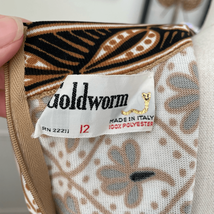 Goldworm
RN 22211 12
MADE IN ITALY
100% POLYESTER